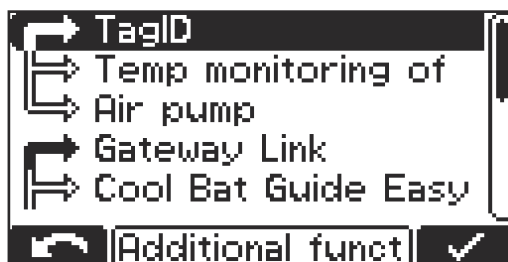 TagID
Temp monitoring of
Air pump
Gateway Link
Cool Bat Guide Easy
Additional funct